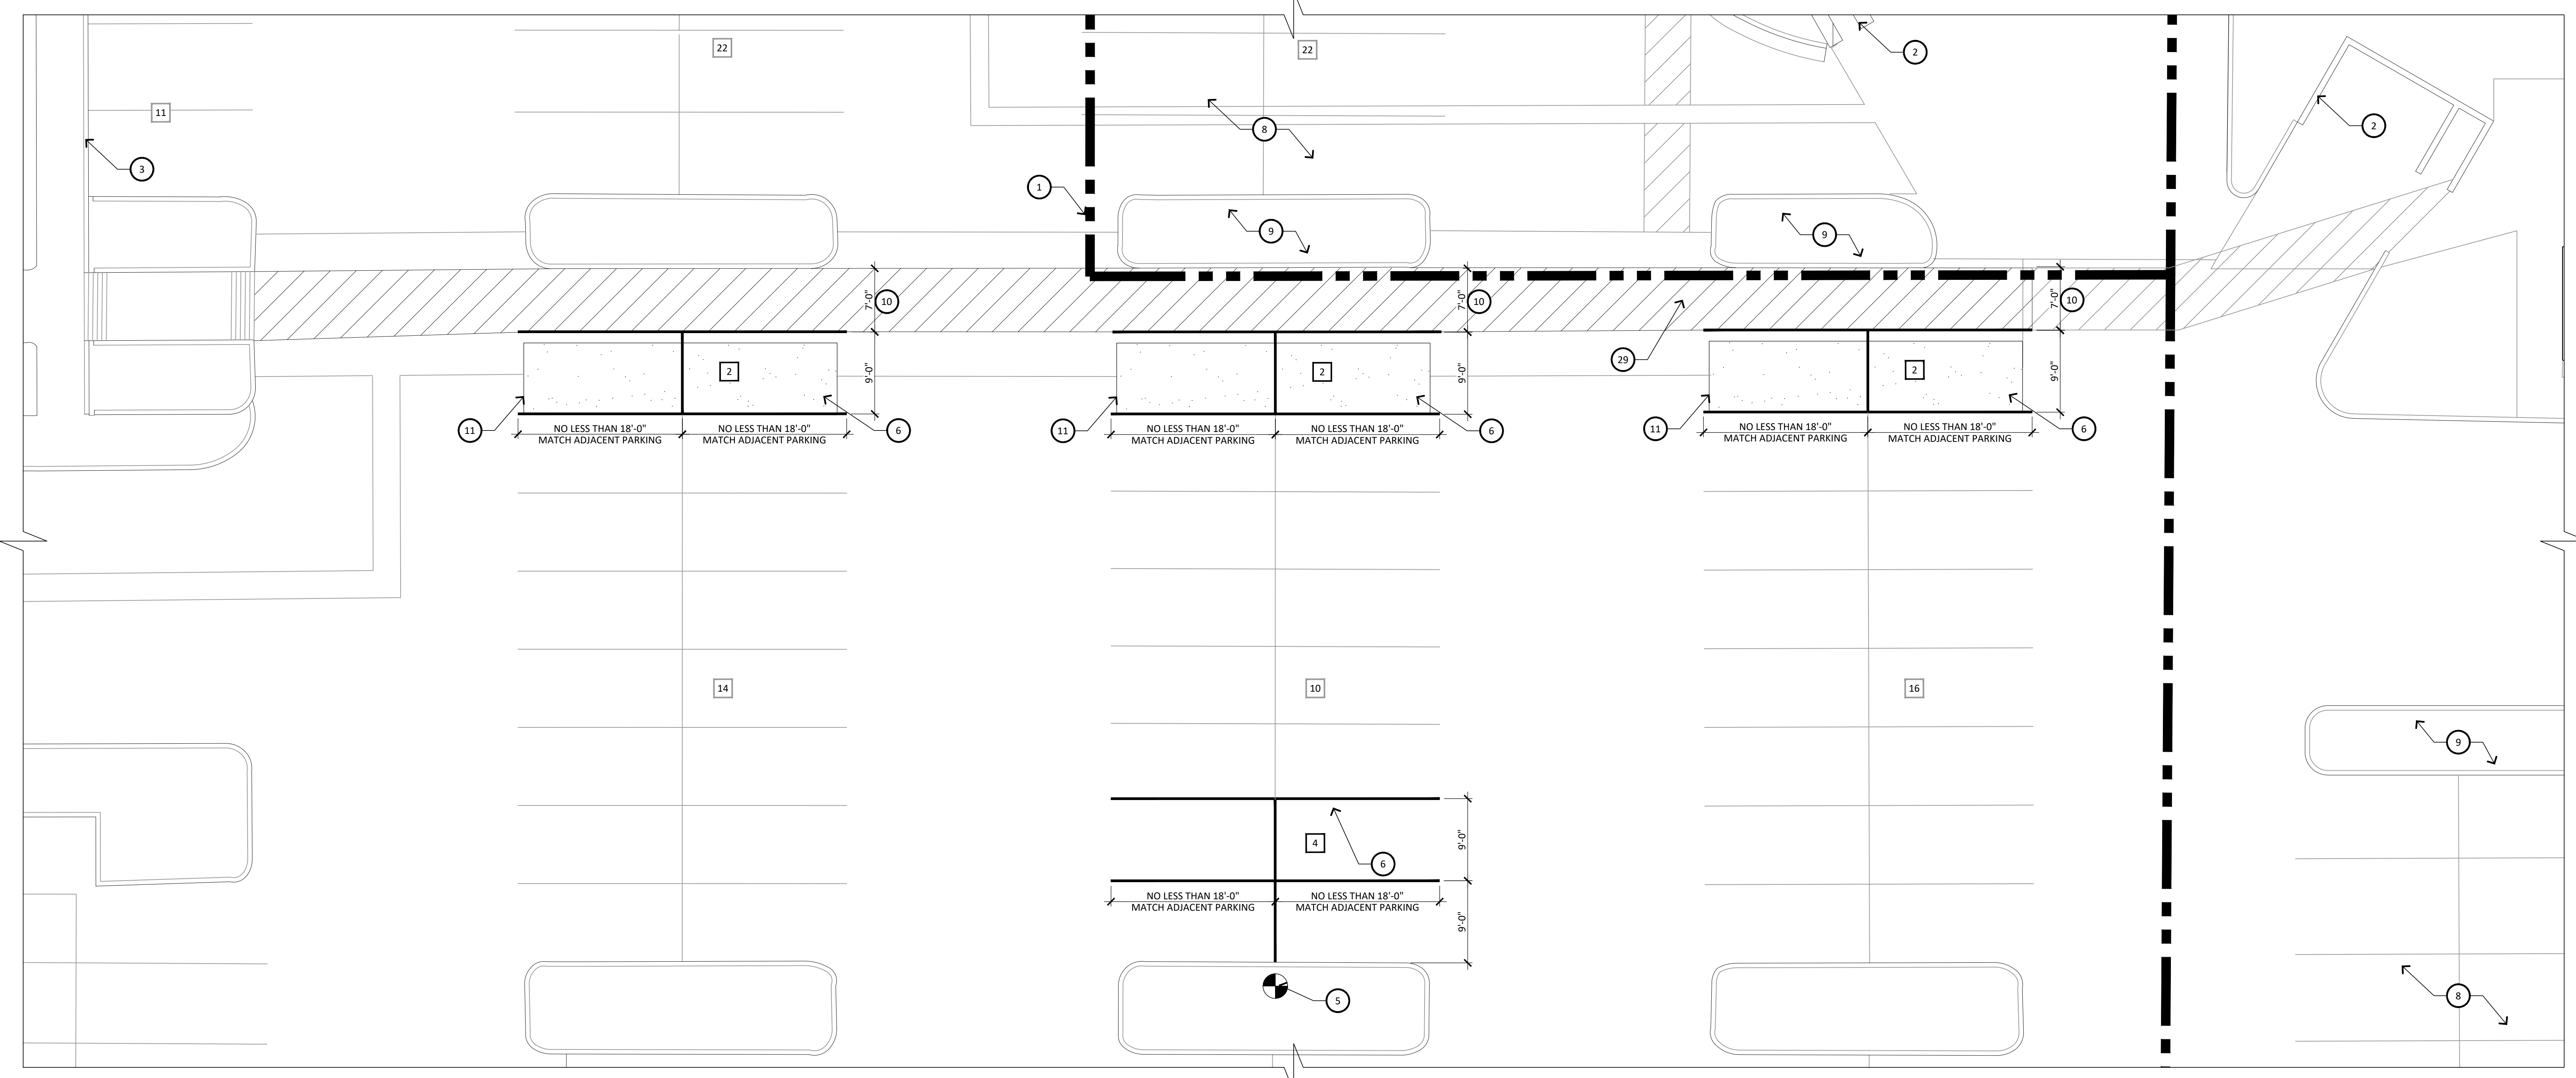 22
22
2
11
8
2
3
1
9
9
7'-0"
10
7'-0"
10
7'-0"
10
29
2
9'-0"
2
9'-0"
2
9'-0"
11
NO LESS THAN 18'-0"
MATCH ADJACENT PARKING
NO LESS THAN 18'-0"
MATCH ADJACENT PARKING
6
11
NO LESS THAN 18'-0"
MATCH ADJACENT PARKING
NO LESS THAN 18'-0"
MATCH ADJACENT PARKING
6
11
NO LESS THAN 18'-0"
MATCH ADJACENT PARKING
NO LESS THAN 18'-0"
MATCH ADJACENT PARKING
6
14
10
16
9
4
9'-0"
6
NO LESS THAN 18'-0"
MATCH ADJACENT PARKING
NO LESS THAN 18'-0"
MATCH ADJACENT PARKING
9'-0"
5
8